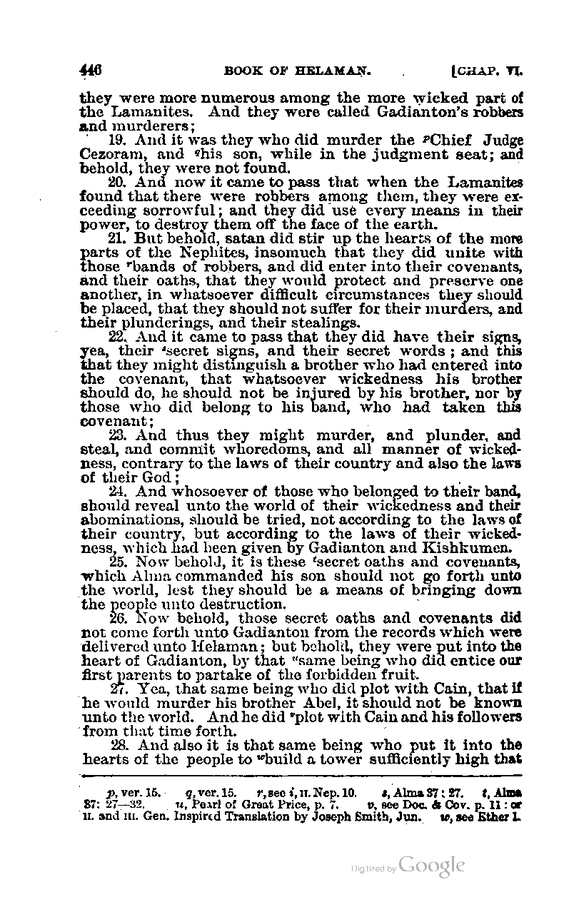 446 BOOK OF HELAMAN. [CHAP. VI.
they were more numerous among the more wicked part of
the Lamanites. And they were called Gadianton's robbers
and murderers;
19. And it was they who did murder the pChief Judge
Cezoram, and qhis son, while in the judgment seat; and
behold, they were not found.
20. And now it came to pass that when the Lamanites
found that there were robbers among them, they were ex-
ceeding sorrowful; and they did use every means in their
power, to destroy them off the face of the earth.
21. But behold, satan did stir up the hearts of the more
parts of the Nephites, insomuch that they did unite with
those rbands of robbers, and did enter into their covenants,
and their oaths, that they would protect and preserve one
another, in whatsoever difficult circumstances they should
be placed, that they should not suffer for their murders, and
their plunderings, and their stealings.
22. And it came to pass that they did have their signs,
yea, their ssecret signs, and their secret words; and this
that they might distinguish a brother who had entered into
the covenant, that whatsoever wickedness his brother
should do, he should not be injured by his brother, nor by
those who did belong to his band, who had taken this
covenant;
23. And thus they might murder, and plunder, and
steal, and commit whoredoms, and all manner of wicked-
ness, contrary to the laws of their country and also the laws
of their God;
24. And whosoever of those who belonged to their band,
should reveal unto the world of their wickedness and their
abominations, should be tried, not according to the laws of
their country, but according to the laws of their wicked-
ness, which had been given by Gadianton and Kishkumen.
25. Now behold, it is these tsecret oaths and covenants,
which Alma commanded his son should not go forth unto
the world, lest they should be a means of bringing down
the people unto destruction.
26. Now behold, those secret oaths and covenants did
not come forth unto Gadianton from the records which were
delivered unto Helaman; but behold, they were put into the
heart of Gadianton, by that usame being who did entice our
first parents to partake of the forbidden fruit.
27. Yea, that same being who did plot with Cain, that if
he would murder his brother Abel, it should not be known
unto the world. And he did vplot with Cain and his followers
from that time forth.
28. And also it is that same being who put it into the
hearts of the people to wbuild a tower sufficiently high that
p, ver. 15. q, ver. 15. r, see i, II. Nep. 10. s, Alma 37: 27. t, Alma
37: 27—32. u, Pearl of Great Price, p. 7. v, see Doc. & Cov. p. 11: or
II. and III. Gen. Inspired Translation by Joseph Smith, Jun. w, see Ether I.
Digitized by Google